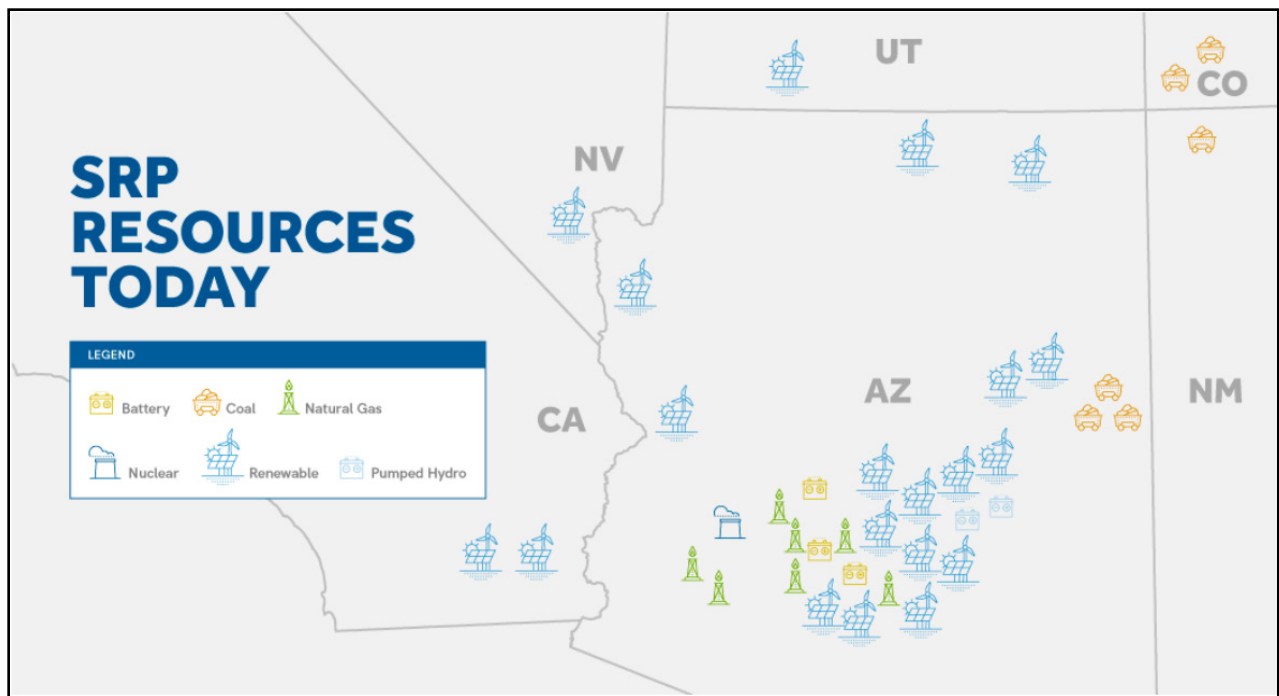 UT
CO
NV
SRP
RESOURCES
TODAY
LEGEND
Battery
Coal
Natural Gas
Nuclear
Renewable
Pumped Hydro
CA
AZ
NM